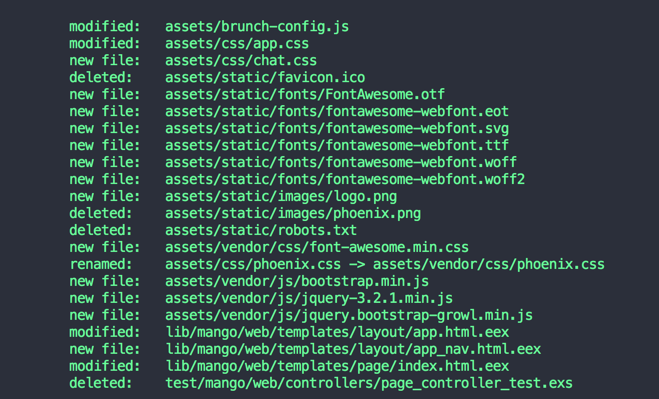 modified:   assets/brunch-config.js
modified:   assets/css/app.css
new file:   assets/css/chat.css
deleted:    assets/static/favicon.ico
new file:   assets/static/fonts/FontAwesome.otf
new file:   assets/static/fonts/fontawesome-webfont.eot
new file:   assets/static/fonts/fontawesome-webfont.svg
new file:   assets/static/fonts/fontawesome-webfont.ttf
new file:   assets/static/fonts/fontawesome-webfont.woff
new file:   assets/static/fonts/fontawesome-webfont.woff2
new file:   assets/static/images/logo.png
deleted:    assets/static/images/phoenix.png
deleted:    assets/static/robots.txt
new file:   assets/vendor/css/font-awesome.min.css
renamed:    assets/css/phoenix.css -> assets/vendor/css/phoenix.css
new file:   assets/vendor/js/bootstrap.min.js
new file:   assets/vendor/js/jquery-3.2.1.min.js
new file:   assets/vendor/js/jquery.bootstrap-growl.min.js
modified:   lib/mango/web/templates/layout/app.html.eex
new file:   lib/mango/web/templates/layout/app_nav.html.eex
modified:   lib/mango/web/templates/page/index.html.eex
deleted:    test/mango/web/controllers/page_controller_test.exs